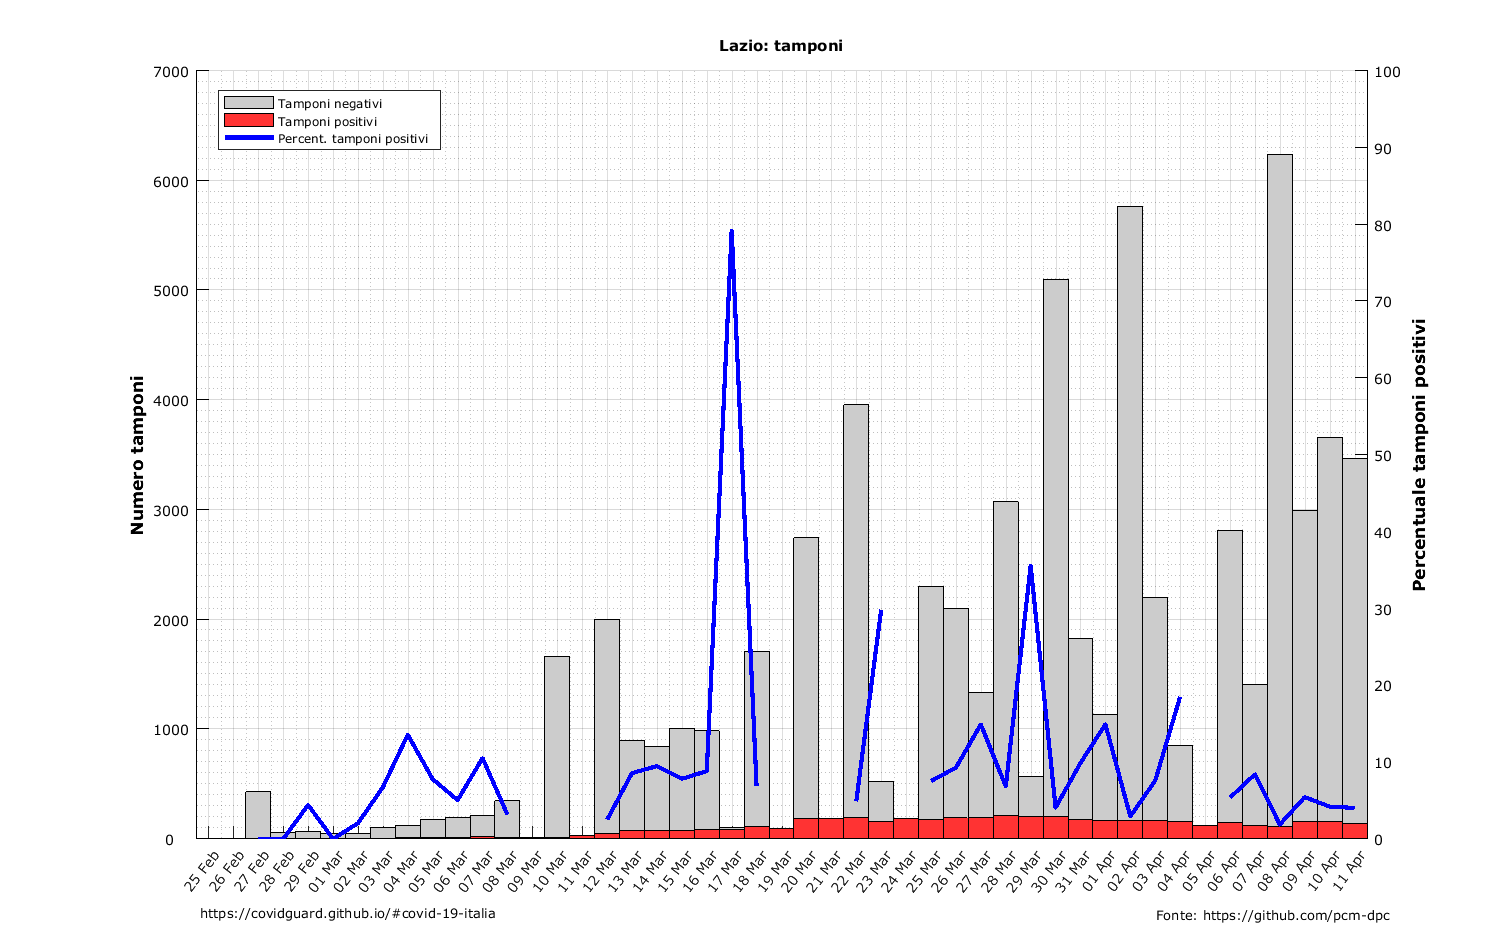 Lazio: tamponi
Tamponi negativi
Tamponi positivi
Percent. tamponi positivi
Numero tamponi
7000
6000
5000
4000
3000
2000
1000
0
Percentuale tamponi positivi
100
90
80
70
60
50
40
30
20
10
0
25 Feb
26 Feb
27 Feb
28 Feb
29 Feb
01 Mar
02 Mar
03 Mar
04 Mar
05 Mar
06 Mar
07 Mar
08 Mar
09 Mar
10 Mar
11 Mar
12 Mar
13 Mar
14 Mar
15 Mar
16 Mar
17 Mar
18 Mar
19 Mar
20 Mar
21 Mar
22 Mar
23 Mar
24 Mar
25 Mar
26 Mar
27 Mar
28 Mar
29 Mar
30 Mar
31 Mar
01 Apr
02 Apr
03 Apr
04 Apr
05 Apr
06 Apr
07 Apr
08 Apr
09 Apr
10 Apr
11 Apr
https://covidguard.github.io/#covid-19-italia
Fonte: https://github.com/pcm-dpc